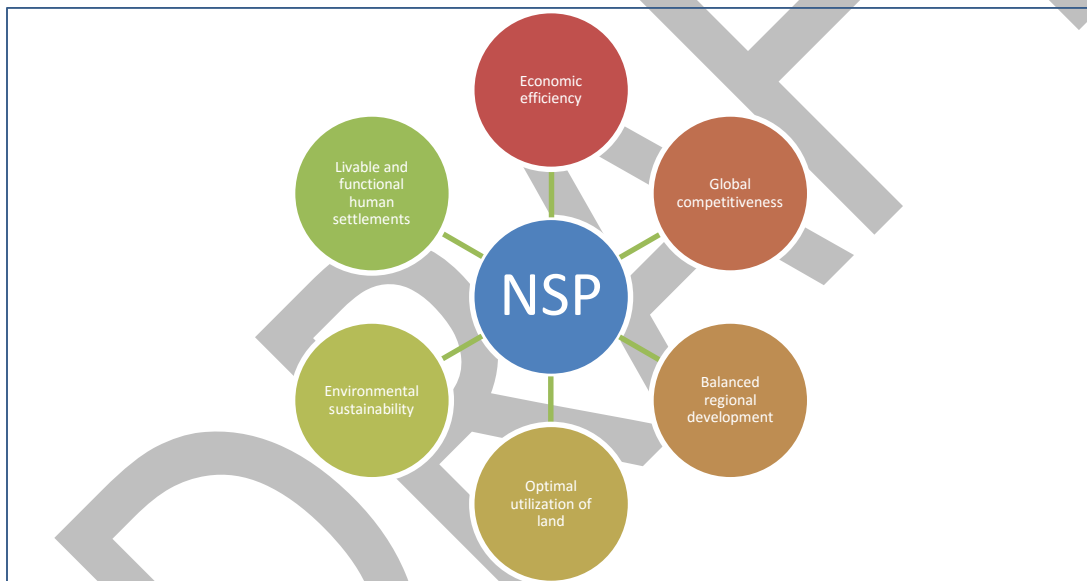 Economic
efficiency
Global
competitiveness
Balanced
regional
development
Optimal
utilization of
land
Environmental
sustainability
Livable and
functional
human
settlements
NSP